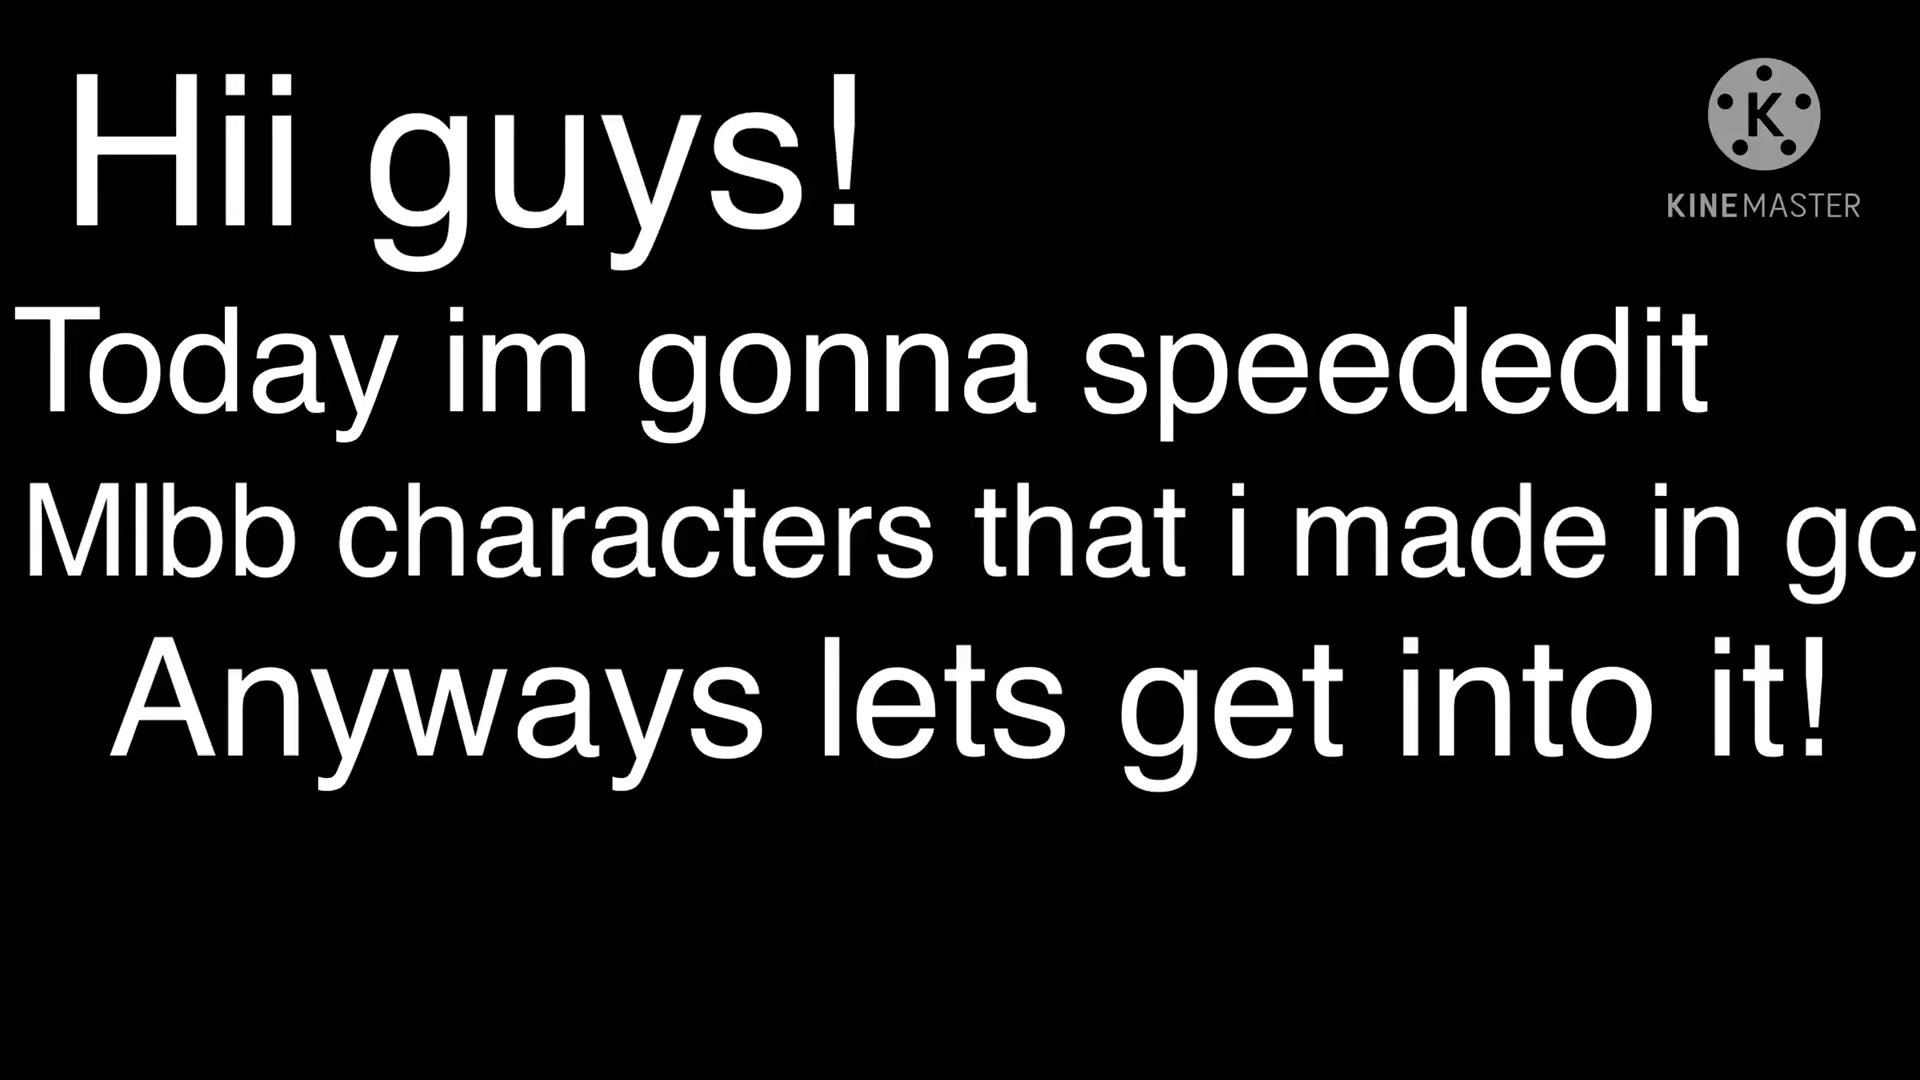 Hii guys!
KINEMASTER
Today im gonna speededit
Mlbb characters that i made in gc
Anyways lets get into it!